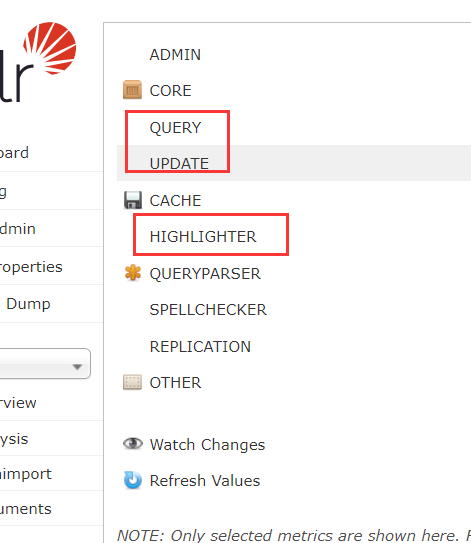 lr
ADMIN
CORE
QUERY
UPDATE
CACHE
HIGHLIGHTER
QUERYPARSER
SPELLCHECKER
REPLICATION
OTHER
Watch Changes
Refresh Values
NOTE: Only selected metrics are shown here.
oard
g
dmin
roperties
Dump
rview
ysis
aimport
uments